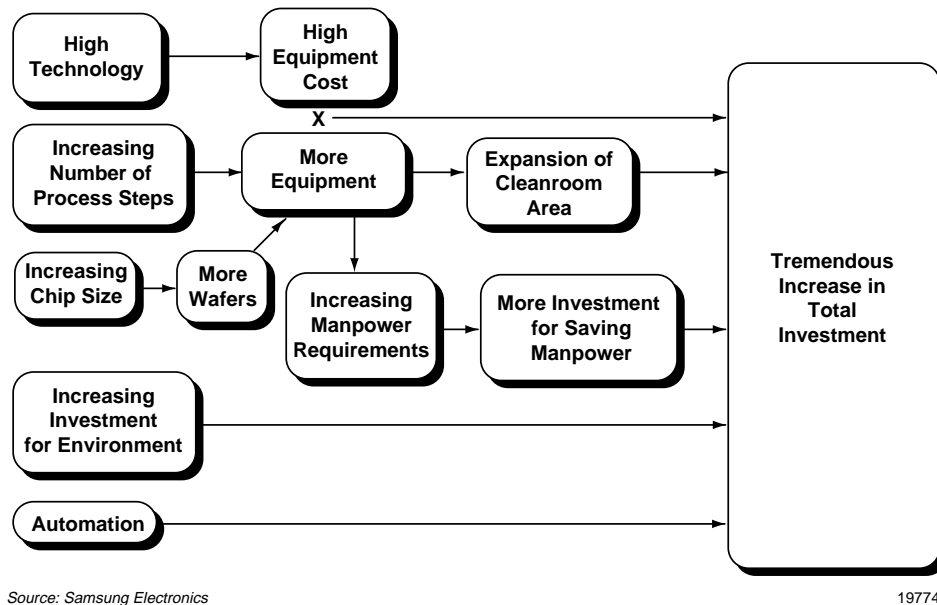 High
Technology
High
Equipment
Cost
X
Increasing
Number of
Process Steps
More
Equipment
Expansion of
Cleanroom
Area
Increasing
Chip Size
More
Wafers
Increasing
Manpower
Requirements
More Investment
for Saving
Manpower
Tremendous
Increase in
Total
Investment
Increasing
Investment
for Environment
Automation
Source: Samsung Electronics
19774